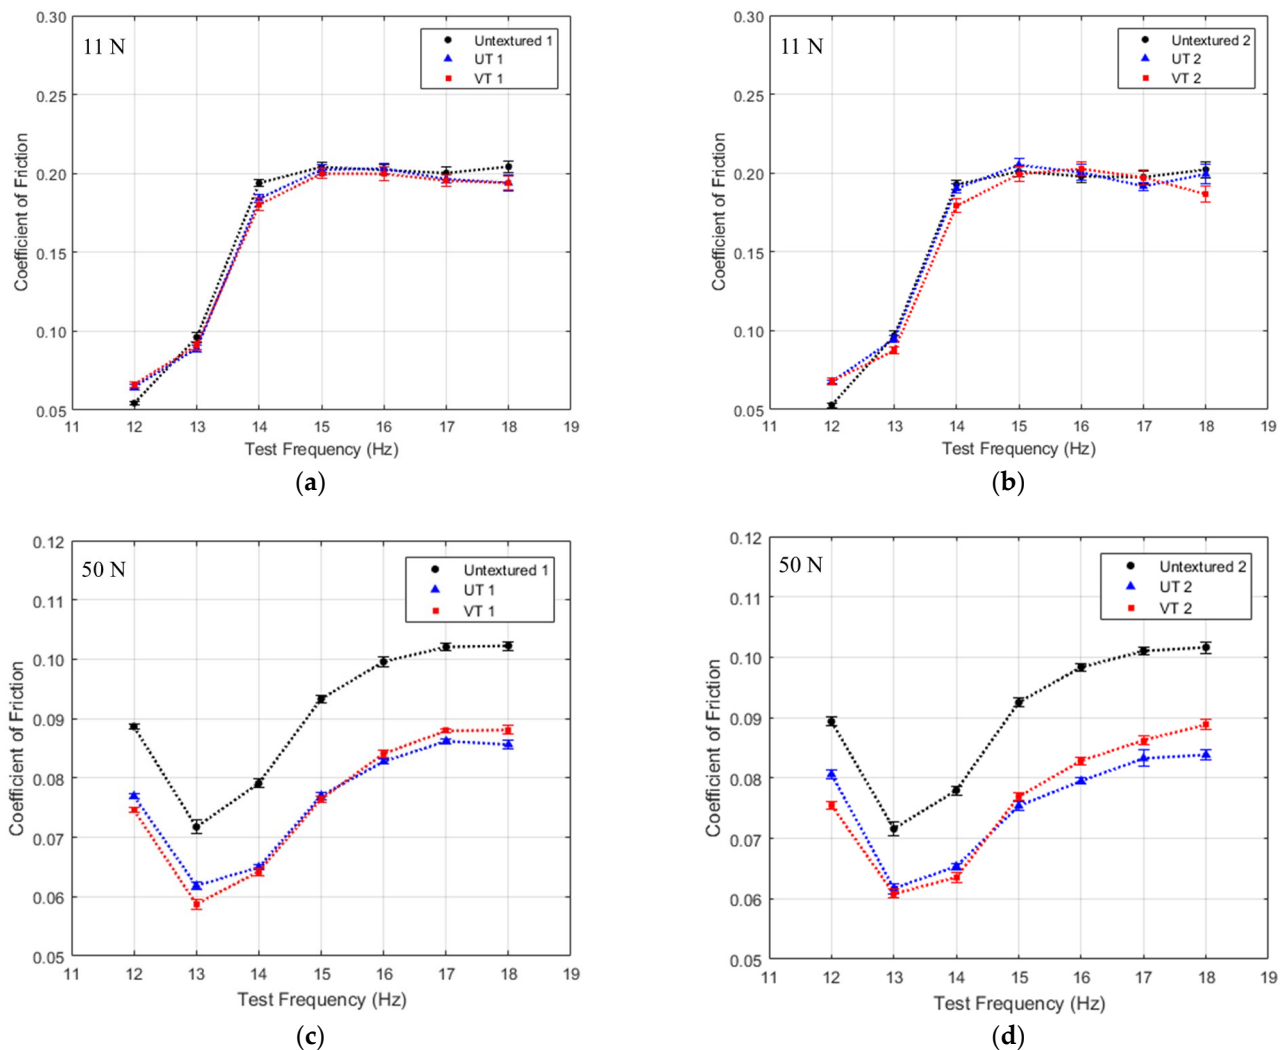 0.30
0.25
0.20
0.15
0.10
0.05
Coefficient of Friction
11 N
Untextured 1
UT 1
VT 1
11 12 13 14 15 16 17 18 19
Test Frequency (Hz)
(a)
0.30
0.25
0.20
0.15
0.10
0.05
Coefficient of Friction
11 N
Untextured 2
UT 2
VT 2
11 12 13 14 15 16 17 18 19
Test Frequency (Hz)
(b)
0.12
0.11
0.10
0.09
0.08
0.07
0.06
0.05
Coefficient of Friction
50 N
Untextured 1
UT 1
VT 1
11 12 13 14 15 16 17 18 19
Test Frequency (Hz)
(c)
0.12
0.11
0.10
0.09
0.08
0.07
0.06
0.05
Coefficient of Friction
50 N
Untextured 2
UT 2
VT 2
11 12 13 14 15 16 17 18 19
Test Frequency (Hz)
(d)